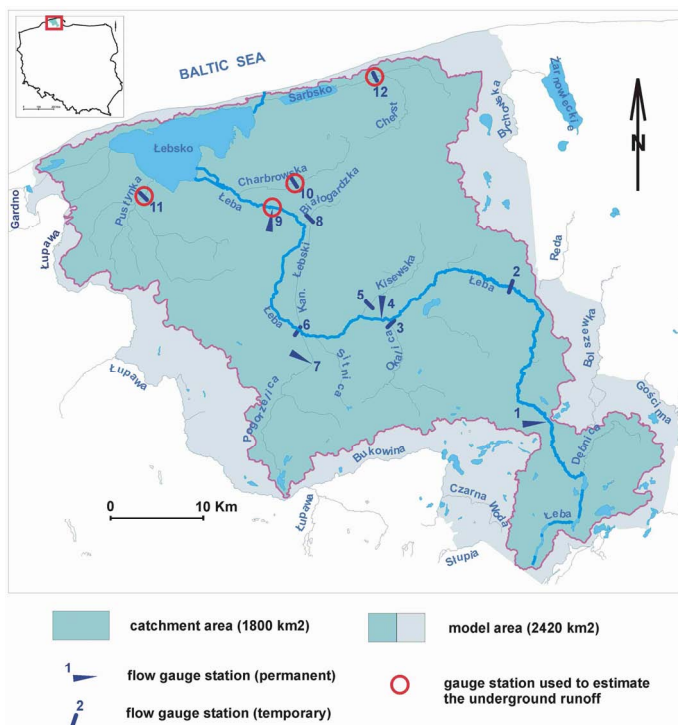 BALTIC SEA
Żarnowieckie
Sarbsko
12
Cherst
Bychowska
Łebsko
N
Charbrowska
10
Białogardzka
Pustynka
11
Łeba
9
8
Gardno
Łupawa
Kan. Łebski
Kisewska
Reda
Łeba
2
5
4
3
Łeba
6
Okalica
Bolszewka
7
Sitnica
Łupawa
Pogorzelica
Gościnna
1
Dębnica
Bukowina
0 10 Km
Łupawa
Czarna Woda
Łeba
Słupia
catchment area (1800 km2)
model area (2420 km2)
1
flow gauge station (permanent)
gauge station used to estimate
the underground runoff
2
flow gauge station (temporary)